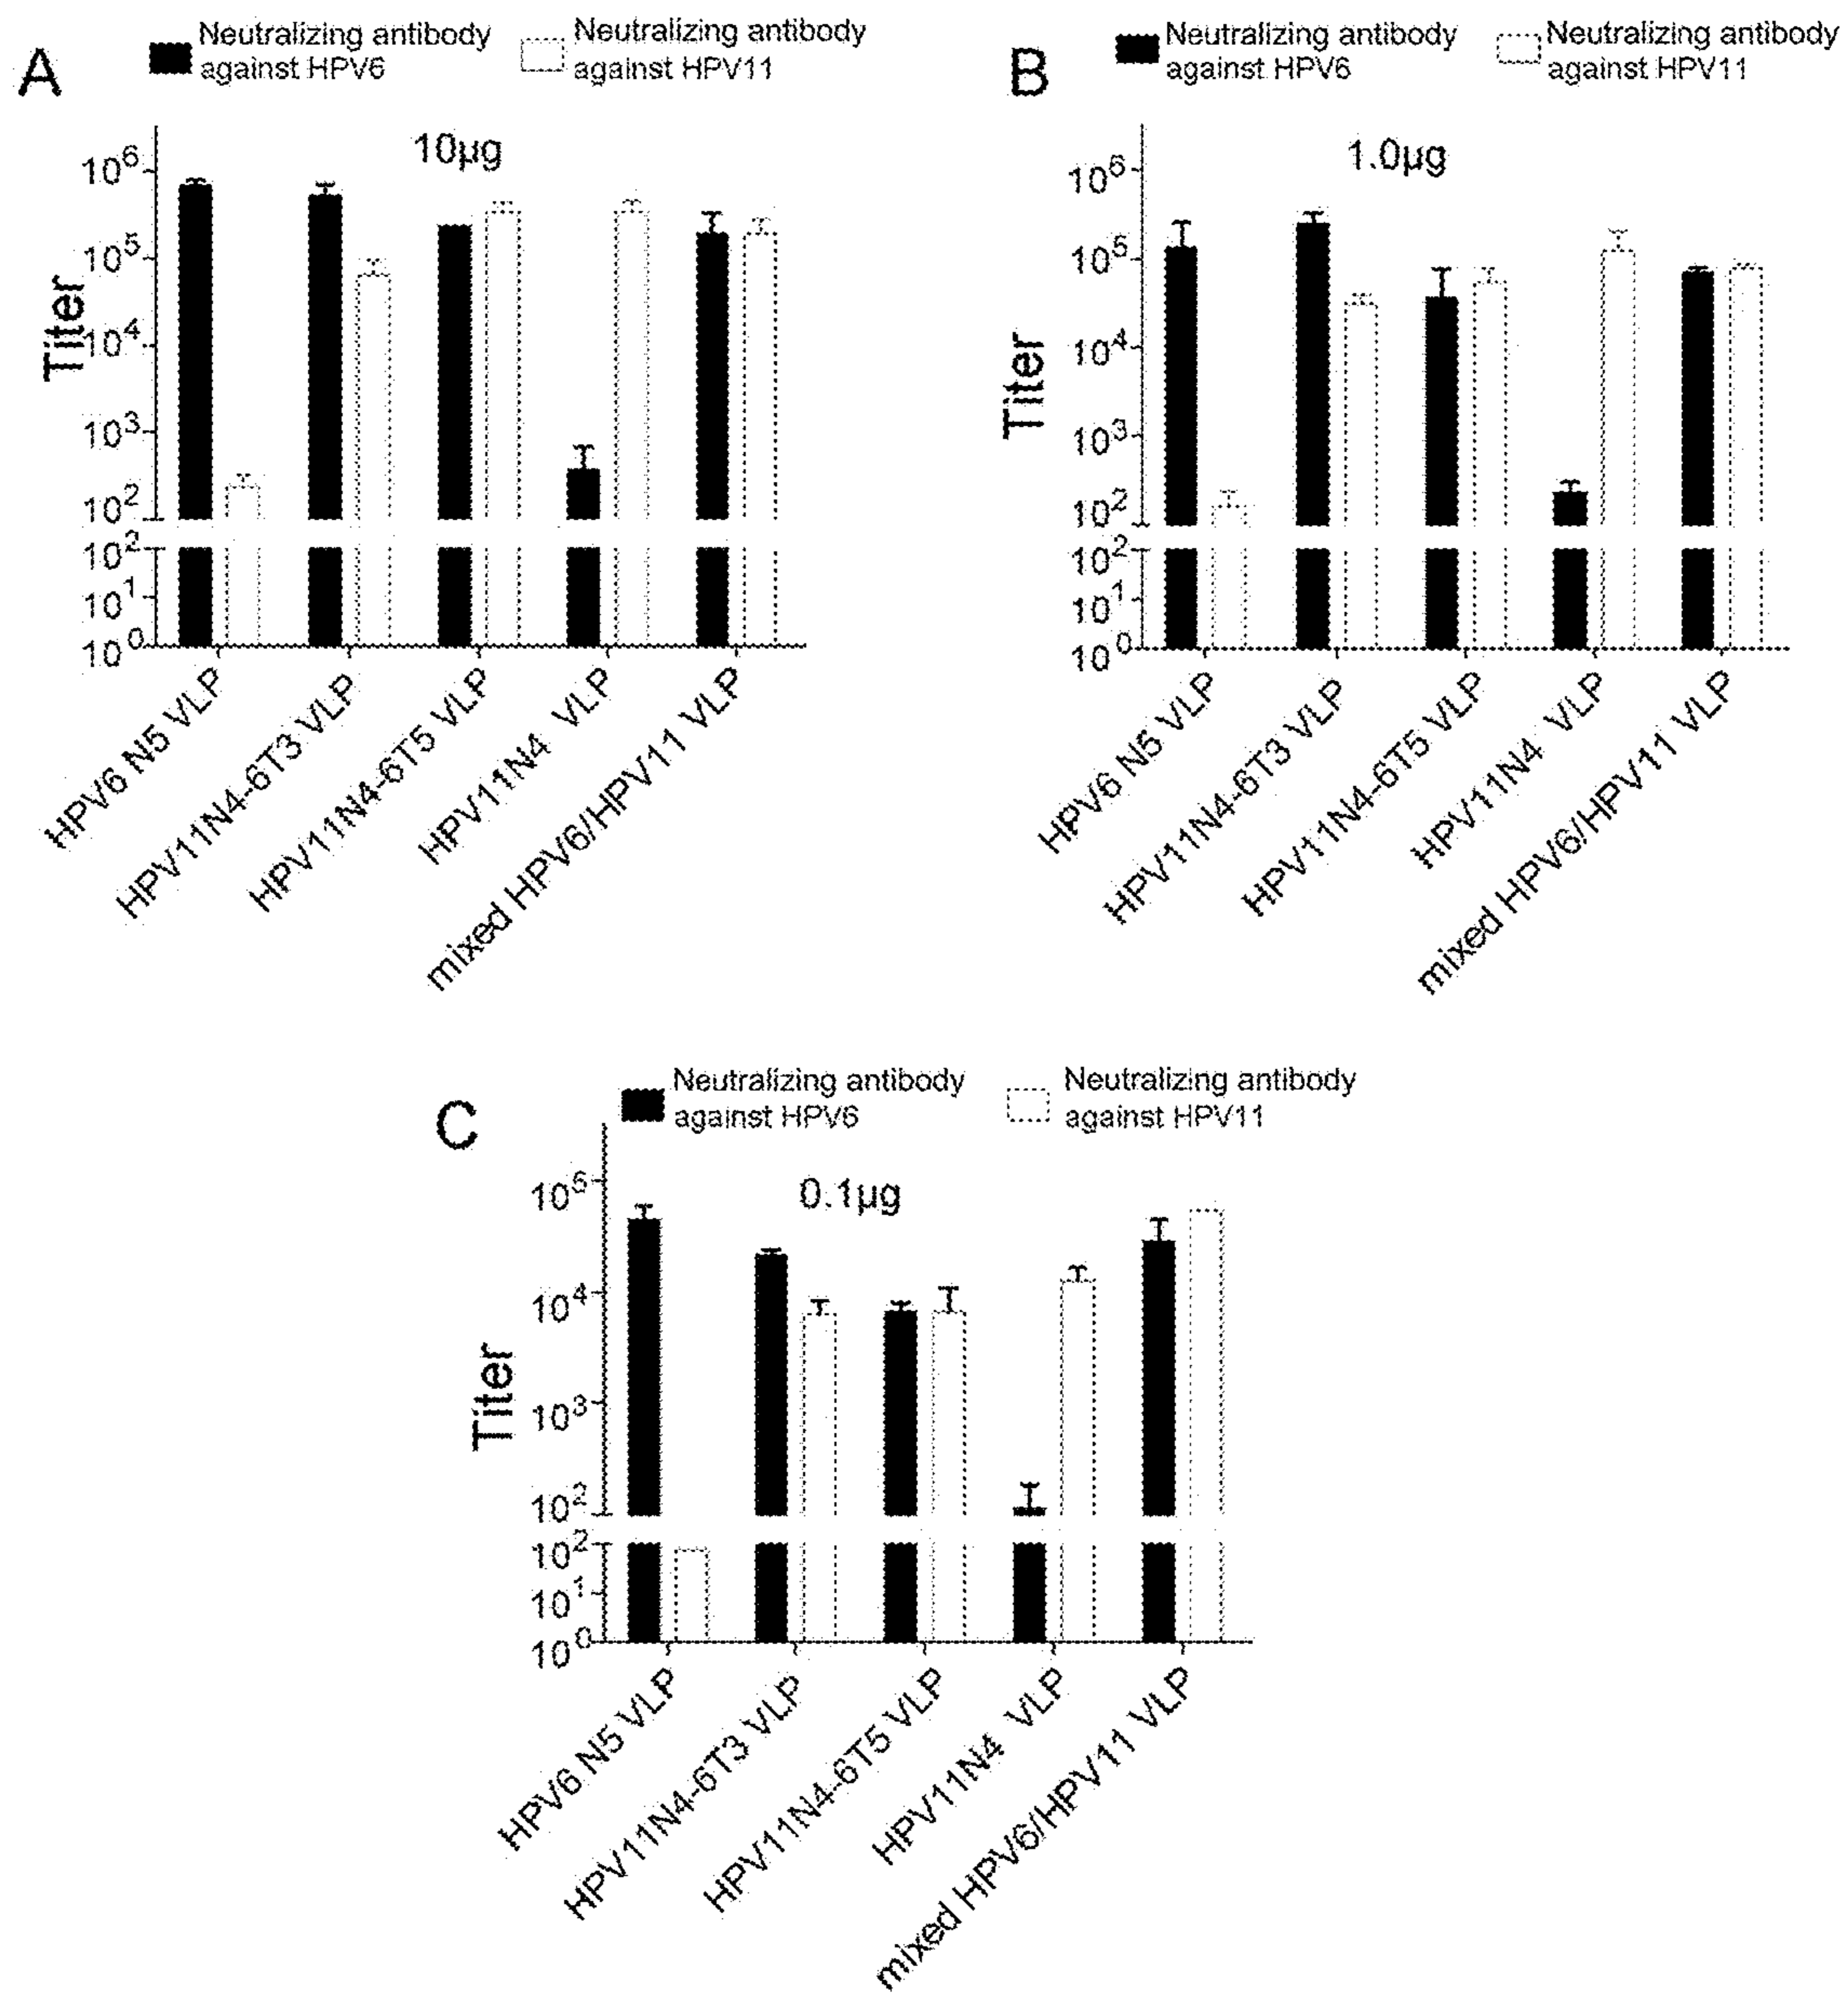 A
Neutralizing antibody
against HPV6
Neutralizing antibody
against HPV11
10µg
Titer
10^6
10^5
10^4
10^3
10^2
10^2
10^1
10^0
HPV6 N5 VLP
HPV11N4-6T3 VLP
HPV11N4-6T5 VLP
HPV11N4 VLP
mixed HPV6/HPV11 VLP
B
Neutralizing antibody
against HPV6
Neutralizing antibody
against HPV11
1.0µg
Titer
10^6
10^5
10^4
10^3
10^2
10^2
10^1
10^0
HPV6 N5 VLP
HPV11N4-6T3 VLP
HPV11N4-6T5 VLP
HPV11N4 VLP
mixed HPV6/HPV11 VLP
C
Neutralizing antibody
against HPV6
Neutralizing antibody
against HPV11
0.1µg
Titer
10^5
10^4
10^3
10^2
10^2
10^1
10^0
HPV6 N5 VLP
HPV11N4-6T3 VLP
HPV11N4-6T5 VLP
HPV11N4 VLP
mixed HPV6/HPV11 VLP